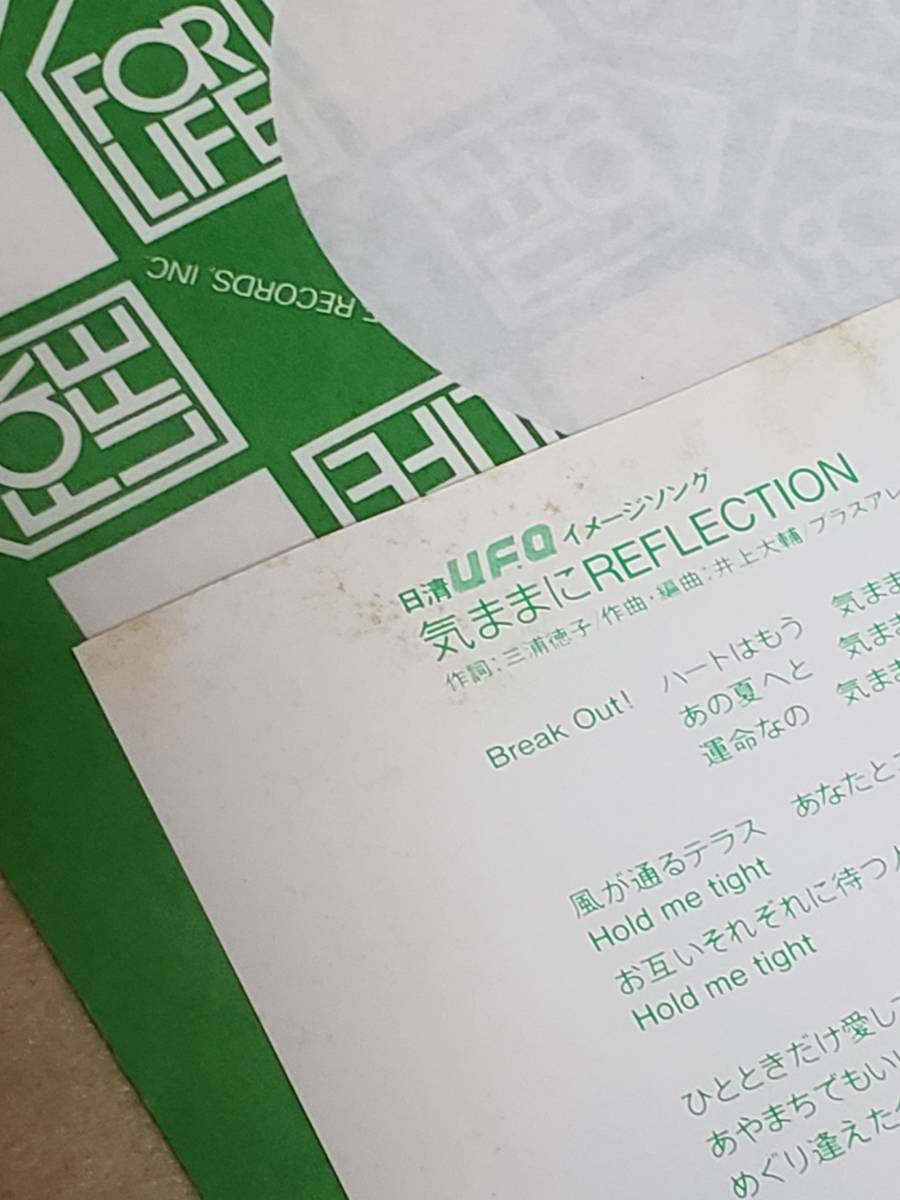 FOR
LIFE
RECORDS, INC.
FOR
LIFE
LIFE
日清U.F.O.イメージソング
気ままにREFLECTION
作詞:三浦徳子/作曲・編曲:井上大輔 ブラスアレ
Break Out! ハートはもう 気まま
あの夏へと 気まま
運命なの 気まま
風が通るテラス あなたと
Hold me tight
お互いそれぞれに待つ
Hold me tight
ひとときだけ愛して
あやまちでもいい
めぐり逢えた